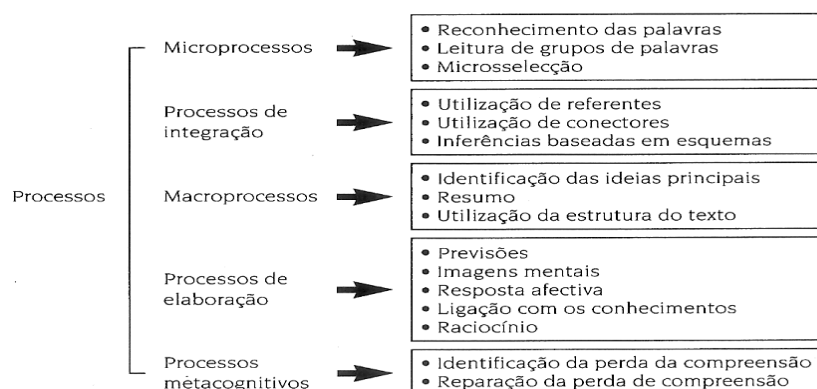 Processos
Microprocessos
• Reconhecimento das palavras
• Leitura de grupos de palavras
• Microsselecção
Processos de
integração
• Utilização de referentes
• Utilização de conectores
• Inferências baseadas em esquemas
Macroprocessos
• Identificação das ideias principais
• Resumo
• Utilização da estrutura do texto
Processos de
elaboração
• Previsões
• Imagens mentais
• Resposta afectiva
• Ligação com os conhecimentos
• Raciocínio
Processos
metacognitivos
• Identificação da perda da compreensão
• Reparação da perda de compreensão